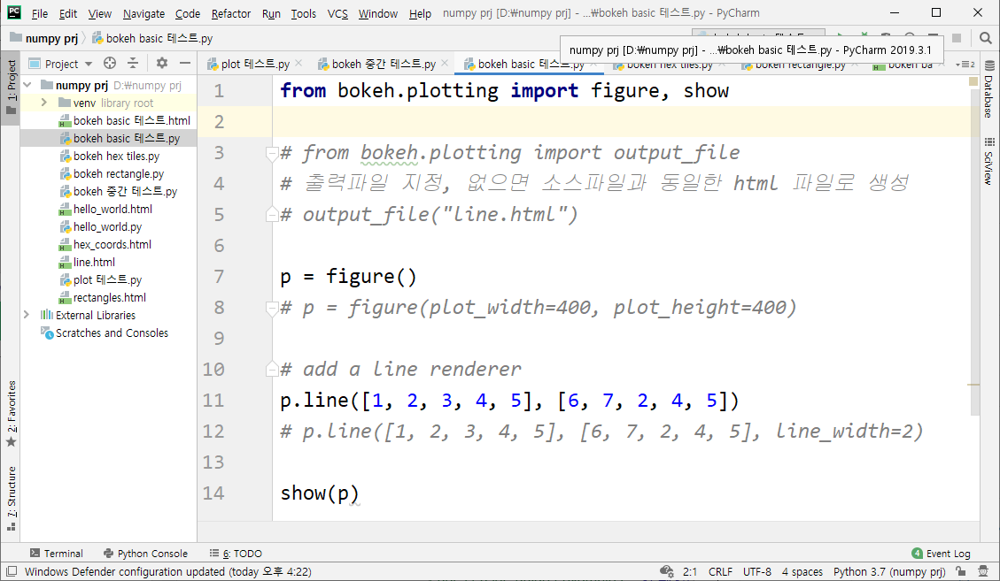 File Edit View Navigate Code Refactor Run Tools VCS Window Help numpy prj [D:₩numpy prj] - ...₩bokeh basic 테스트.py - PyCharm
numpy prj bokeh basic 테스트.py
numpy prj [D:₩numpy prj] - ...₩bokeh basic 테스트.py - PyCharm 2019.3.1
Project plot 테스트.py bokeh 중간 테스트.py bokeh basic 테스트.py bokeh hex tiles.py bokeh rectangle.py bokeh ba 2
1: Project
numpy prj D:₩numpy prj
venv library root
bokeh basic 테스트.html
bokeh basic 테스트.py
bokeh hex tiles.py
bokeh rectangle.py
bokeh 중간 테스트.py
hello_world.html
hello_world.py
hex_coords.html
line.html
plot 테스트.py
rectangles.html
External Libraries
Scratches and Consoles
2: Favorites
7: Structure
1 from bokeh.plotting import figure, show
2
3 # from bokeh.plotting import output_file
4 # 출력파일 지정, 없으면 소스파일과 동일한 html 파일로 생성
5 # output_file("line.html")
6
7 p = figure()
8 # p = figure(plot_width=400, plot_height=400)
9
10 # add a line renderer
11 p.line([1, 2, 3, 4, 5], [6, 7, 2, 4, 5])
12 # p.line([1, 2, 3, 4, 5], [6, 7, 2, 4, 5], line_width=2)
13
14 show(p)
Database
SciView
Terminal Python Console 6: TODO 4 Event Log
Windows Defender configuration updated (today 오후 4:22) 2:1 CRLF UTF-8 4 spaces Python 3.7 (numpy prj)